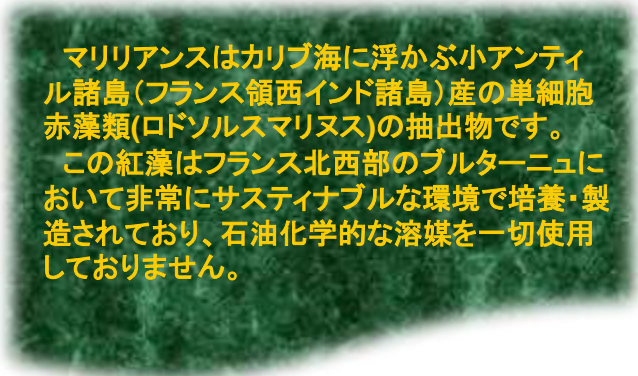 マリリアンスはカリブ海に浮かぶ小アンティ
ル諸島（フランス領西インド諸島）産の単細胞
赤藻類(ロドソルスマリヌス)の抽出物です。
この紅藻はフランス北西部のブルターニュに
おいて非常にサスティナブルな環境で培養・製
造されており、石油化学的な溶媒を一切使用
しておりません。